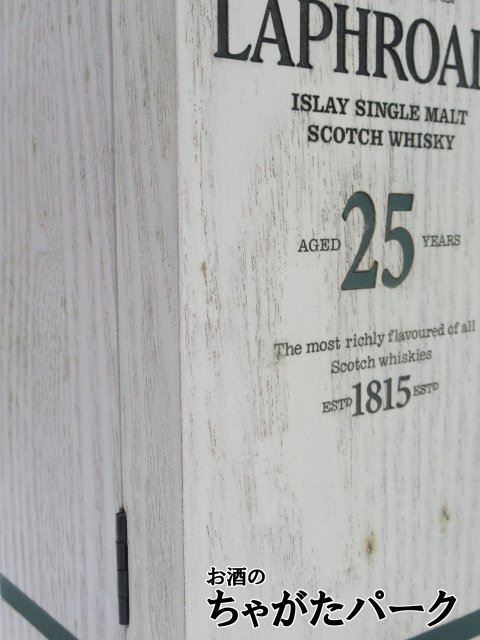 LAPHROAI
ISLAY SINGLE MALT
SCOTCH WHISKY
AGED 25 YEARS
The most richly flavoured of all
Scotch whiskies
ESTD 1815 ESTD
お酒の
ちゃがたパーク